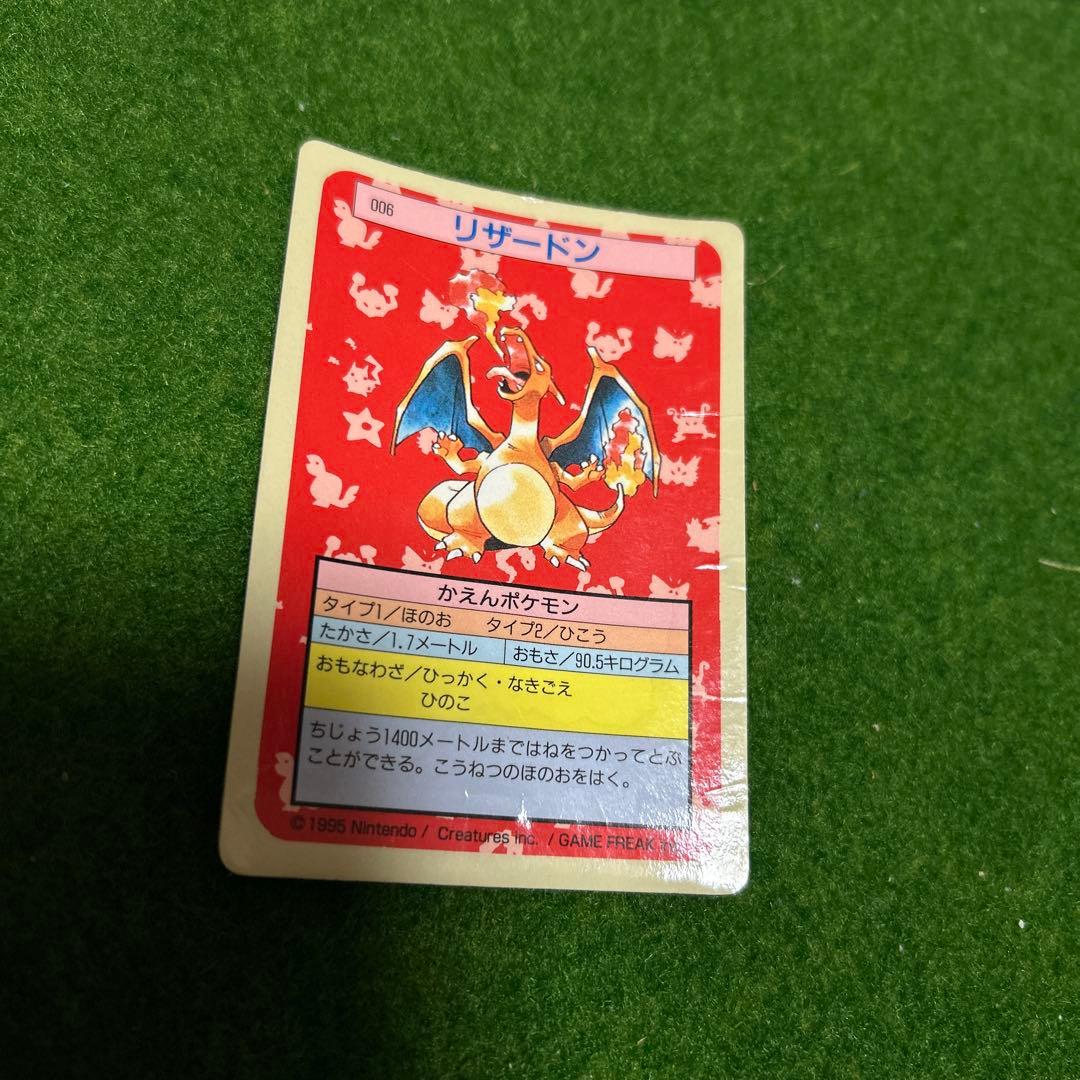 006
リザードン
かえんポケモン
タイプ1/ほのお タイプ2/ひこう
たかさ/1.7メートル おもさ/90.5キログラム
おもなわざ/ひっかく・なきごえ
ひのこ
ちじょう1400メートルまではねをつかってとぶ
ことができる。こうねつのほのおをはく。
©1995 Nintendo / Creatures inc. / GAME FREAK